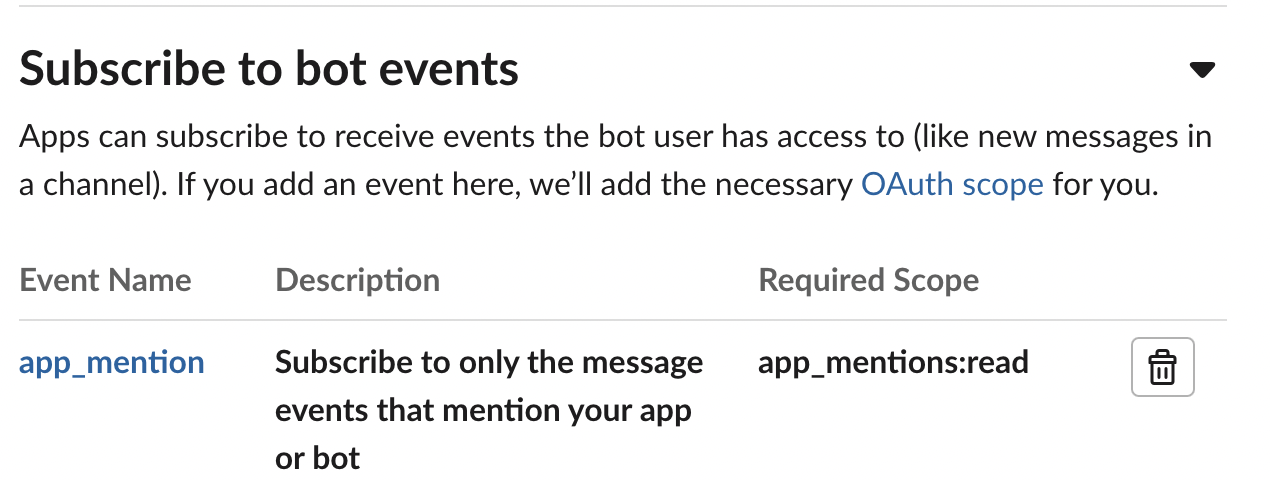 Subscribe to bot events
Apps can subscribe to receive events the bot user has access to (like new messages in
a channel). If you add an event here, we’ll add the necessary OAuth scope for you.
Event Name Description Required Scope
app_mention Subscribe to only the message app_mentions:read
events that mention your app
or bot